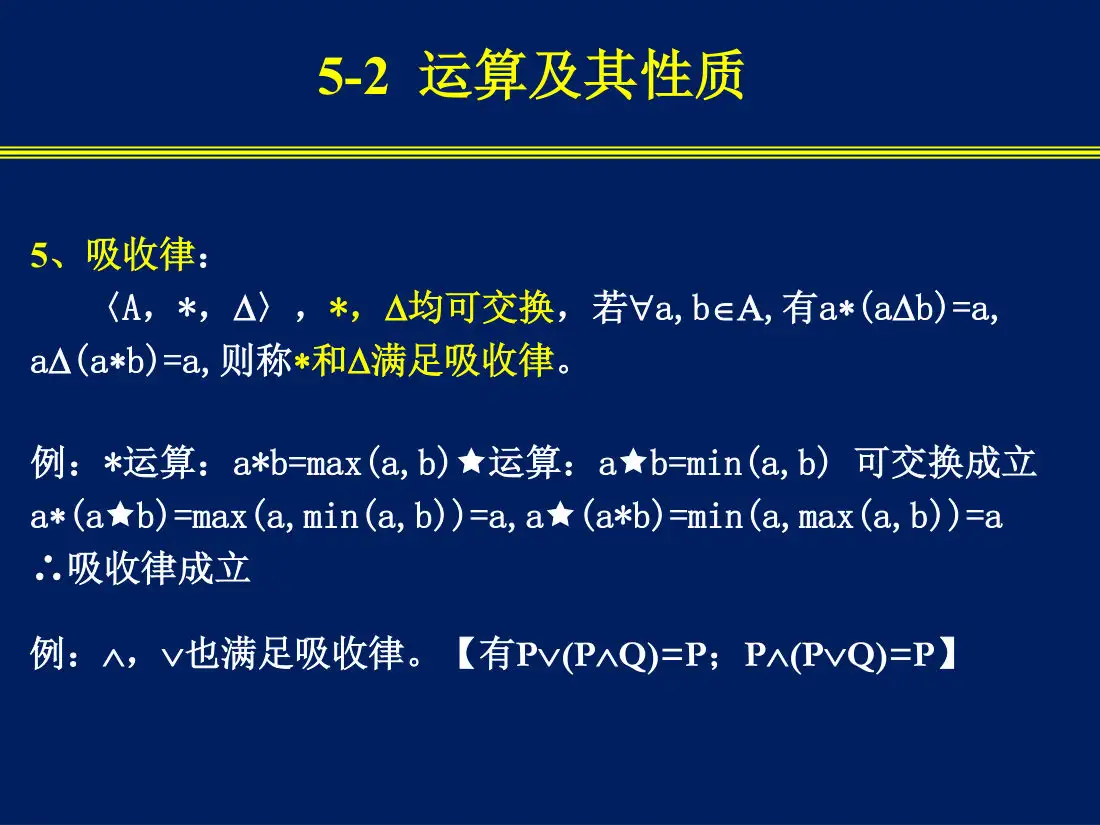 5-2 运算及其性质
5、吸收律：
〈A，*，Δ〉，*，Δ均可交换，若∀a,b∈A,有a*(aΔb)=a,
aΔ(a*b)=a,则称*和Δ满足吸收律。
例：*运算：a*b=max(a,b)★运算：a★b=min(a,b) 可交换成立
a*(a★b)=max(a,min(a,b))=a,a★(a*b)=min(a,max(a,b))=a
∴吸收律成立
例：∧，∨也满足吸收律。【有P∨(P∧Q)=P；P∧(P∨Q)=P】